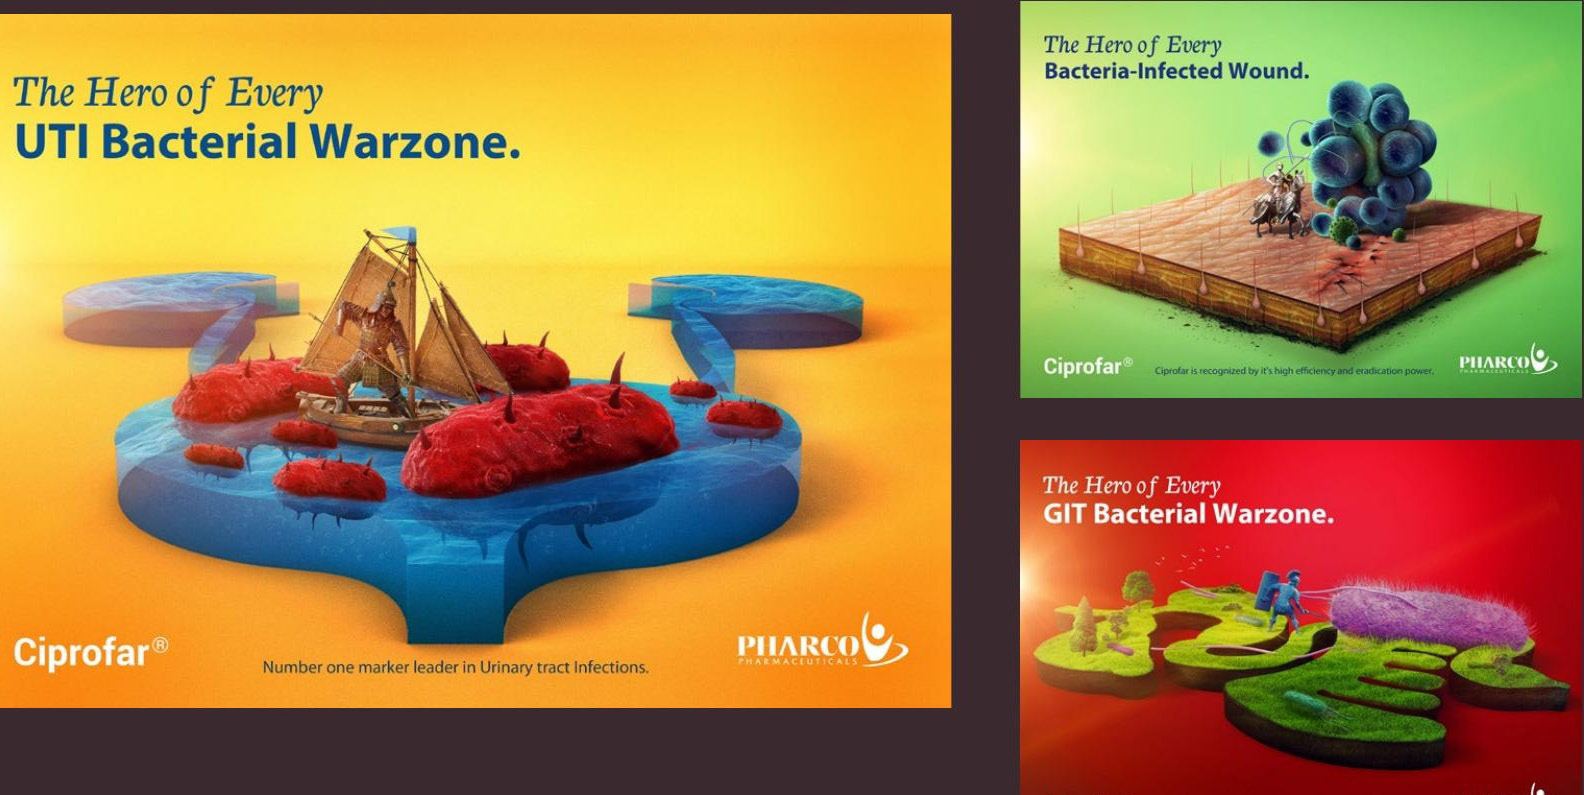 The Hero of Every
UTI Bacterial Warzone.
Ciprofar®
Number one marker leader in Urinary tract Infections.
PHARCO
PHARMACEUTICALS
The Hero of Every
Bacteria-Infected Wound.
Ciprofar®
Ciprofar is recognized by it's high efficiency and eradication power.
PHARCO
PHARMACEUTICALS
The Hero of Every
GIT Bacterial Warzone.